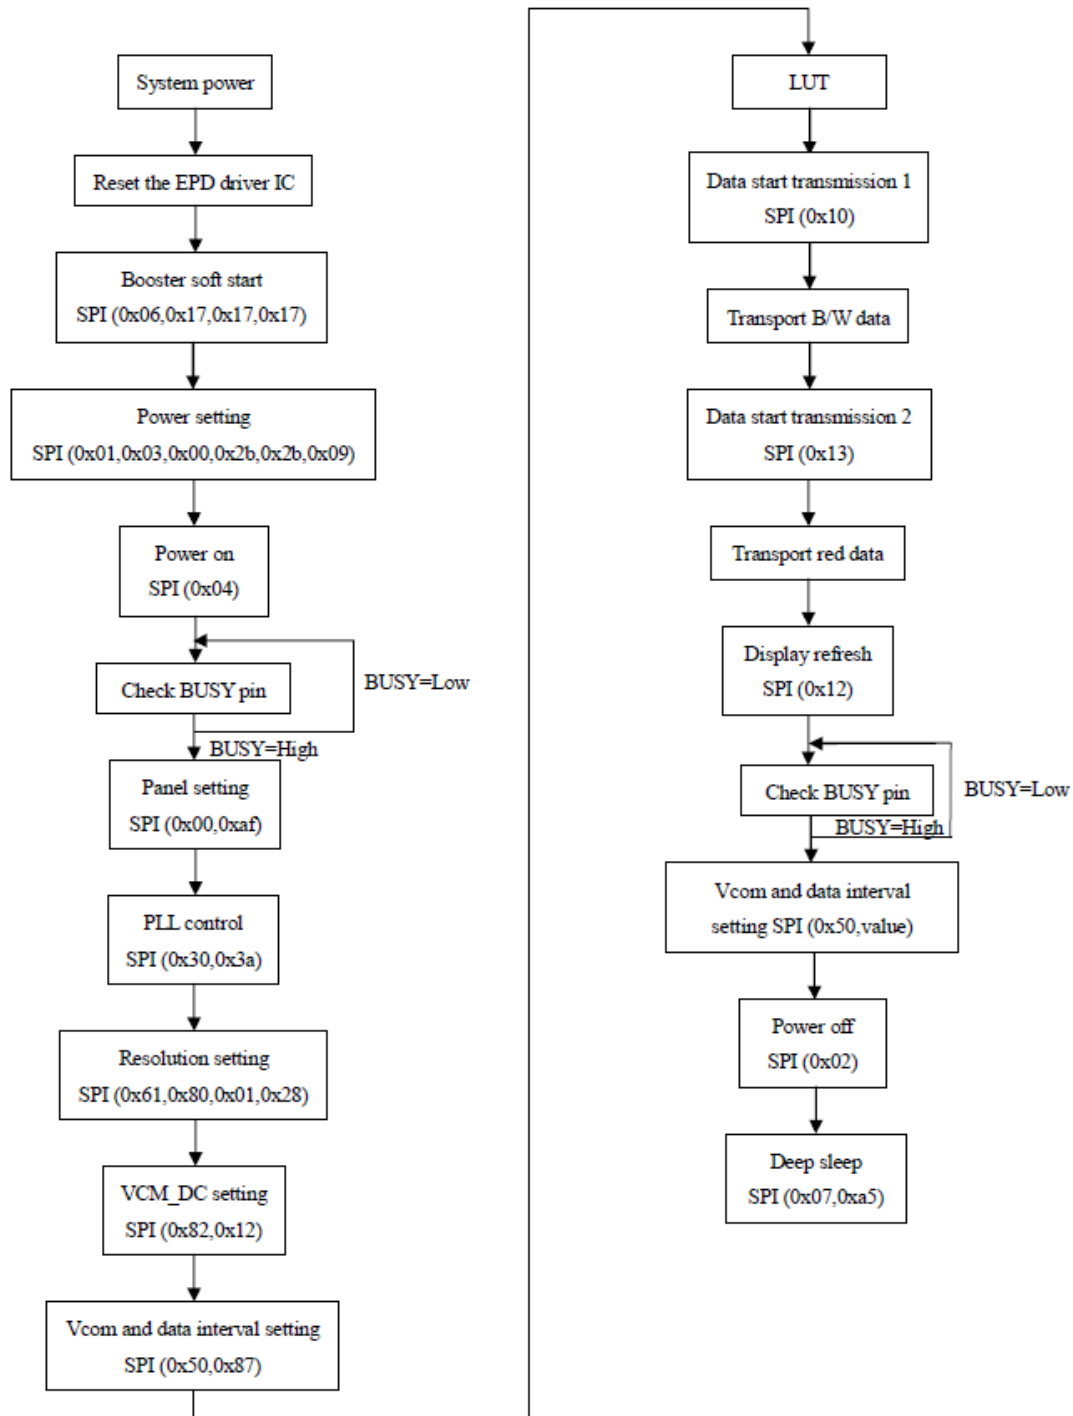 System power
Reset the EPD driver IC
Booster soft start
SPI (0x06,0x17,0x17,0x17)
Power setting
SPI (0x01,0x03,0x00,0x2b,0x2b,0x09)
Power on
SPI (0x04)
Check BUSY pin
BUSY=Low
BUSY=High
Panel setting
SPI (0x00,0xaf)
PLL control
SPI (0x30,0x3a)
Resolution setting
SPI (0x61,0x80,0x01,0x28)
VCM_DC setting
SPI (0x82,0x12)
Vcom and data interval setting
SPI (0x50,0x87)
LUT
Data start transmission 1
SPI (0x10)
Transport B/W data
Data start transmission 2
SPI (0x13)
Transport red data
Display refresh
SPI (0x12)
Check BUSY pin
BUSY=Low
BUSY=High
Vcom and data interval
setting SPI (0x50,value)
Power off
SPI (0x02)
Deep sleep
SPI (0x07,0xa5)